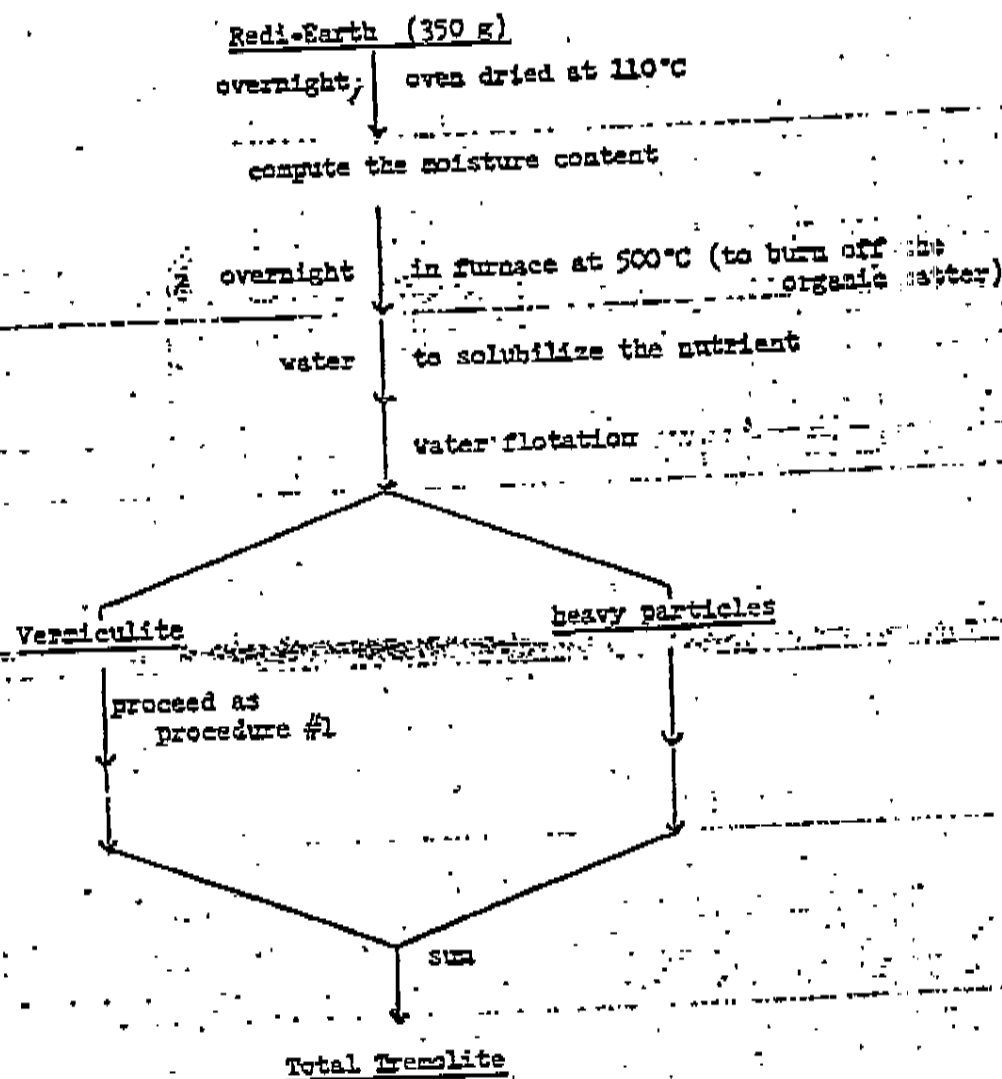 Redi-Earth (350 g)
overnight; oven dried at 110°C
compute the moisture content
overnight in furnace at 500°C (to burn off the
organic matter)
water to solubilize the nutrient
water flotation
Vermiculite heavy particles
proceed as
procedure #1
sum
Total Tremolite